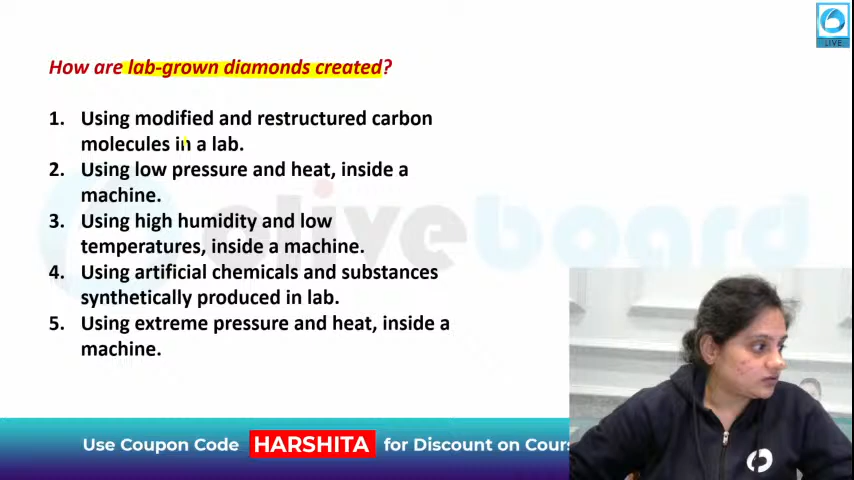 LIVE
How are lab-grown diamonds created?
1. Using modified and restructured carbon
molecules in a lab.
2. Using low pressure and heat, inside a
machine.
3. Using high humidity and low
temperatures, inside a machine.
4. Using artificial chemicals and substances
synthetically produced in lab.
5. Using extreme pressure and heat, inside a
machine.
oliveboard
Use Coupon Code HARSHITA for Discount on Cours